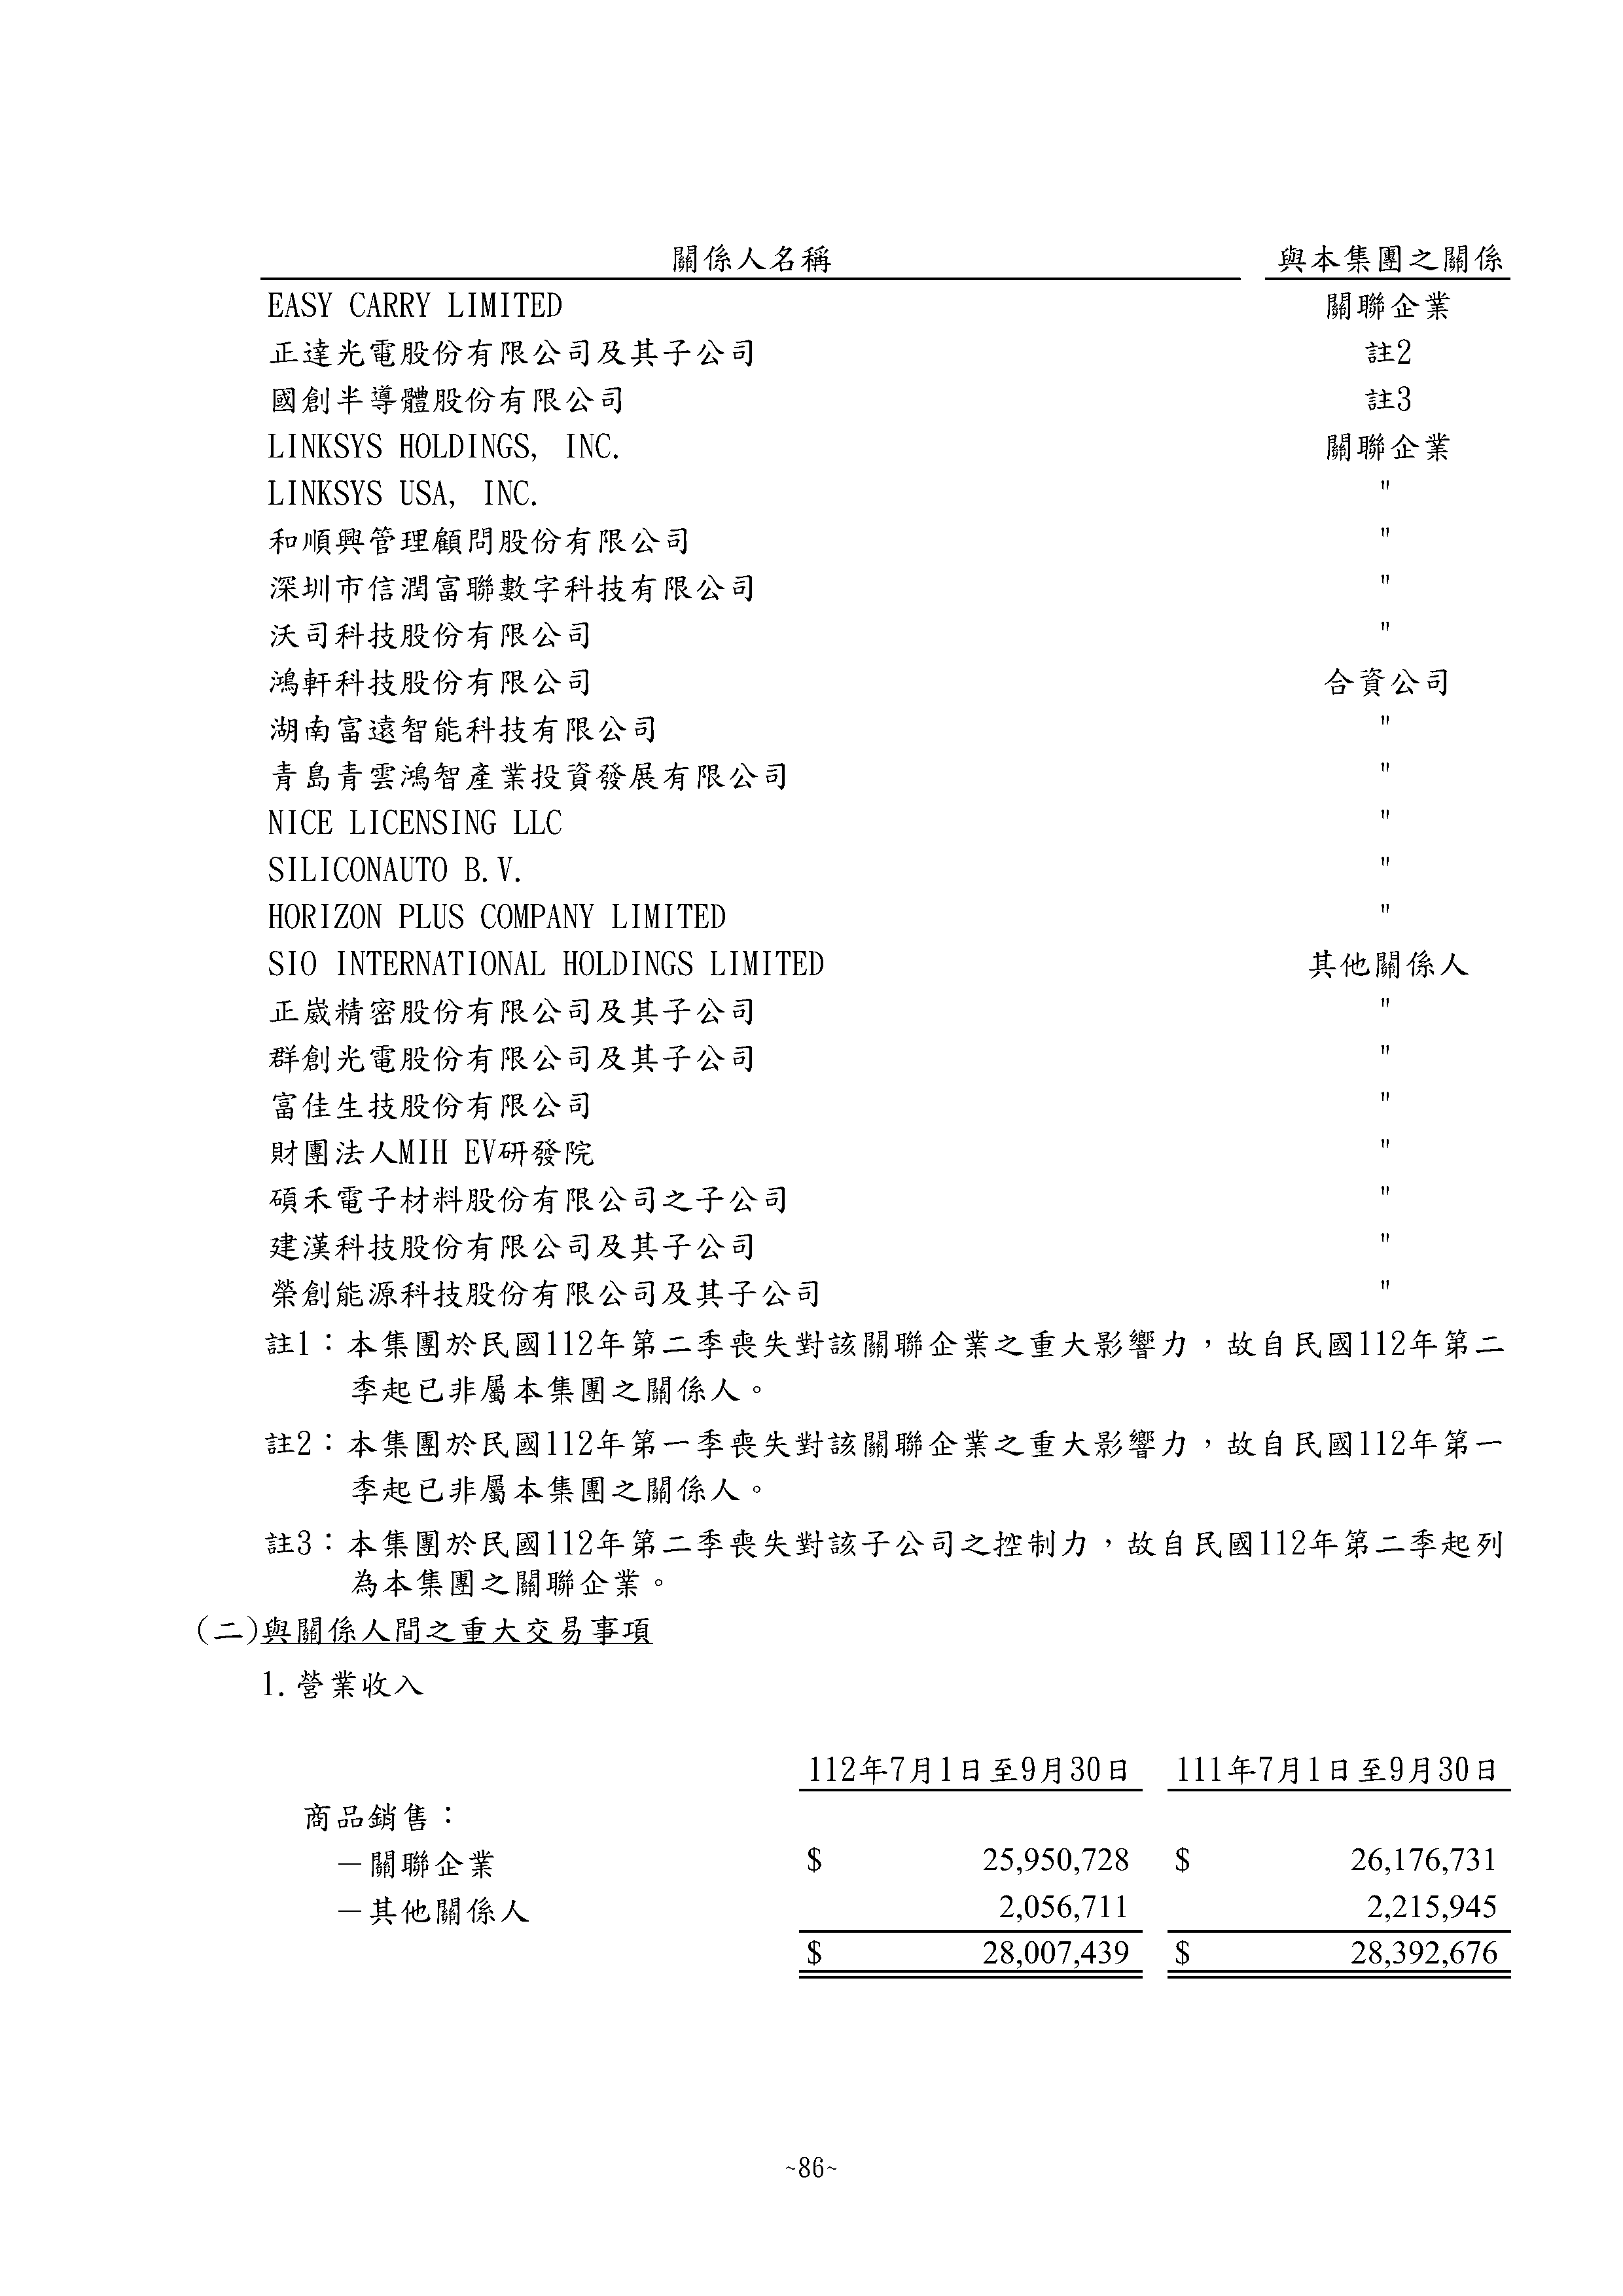 關係人名稱 與本集團之關係
EASY CARRY LIMITED 關聯企業
正達光電股份有限公司及其子公司 註2
國創半導體股份有限公司 註3
LINKSYS HOLDINGS, INC. 關聯企業
LINKSYS USA, INC. "
和順興管理顧問股份有限公司 "
深圳市信潤富聯數字科技有限公司 "
沃司科技股份有限公司 "
鴻軒科技股份有限公司 合資公司
湖南富遠智能科技有限公司 "
青島青雲鴻智產業投資發展有限公司 "
NICE LICENSING LLC "
SILICONAUTO B.V. "
HORIZON PLUS COMPANY LIMITED "
SIO INTERNATIONAL HOLDINGS LIMITED 其他關係人
正崴精密股份有限公司及其子公司 "
群創光電股份有限公司及其子公司 "
富佳生技股份有限公司 "
財團法人MIH EV研發院 "
碩禾電子材料股份有限公司之子公司 "
建漢科技股份有限公司及其子公司 "
榮創能源科技股份有限公司及其子公司 "
註1：本集團於民國112年第二季喪失對該關聯企業之重大影響力，故自民國112年第二
季起已非屬本集團之關係人。
註2：本集團於民國112年第一季喪失對該關聯企業之重大影響力，故自民國112年第一
季起已非屬本集團之關係人。
註3：本集團於民國112年第二季喪失對該子公司之控制力，故自民國112年第二季起列
為本集團之關聯企業。
(二)與關係人間之重大交易事項
1.營業收入
112年7月1日至9月30日 111年7月1日至9月30日
商品銷售：
－關聯企業 $ 25,950,728 $ 26,176,731
－其他關係人 2,056,711 2,215,945
$ 28,007,439 $ 28,392,676
~86~